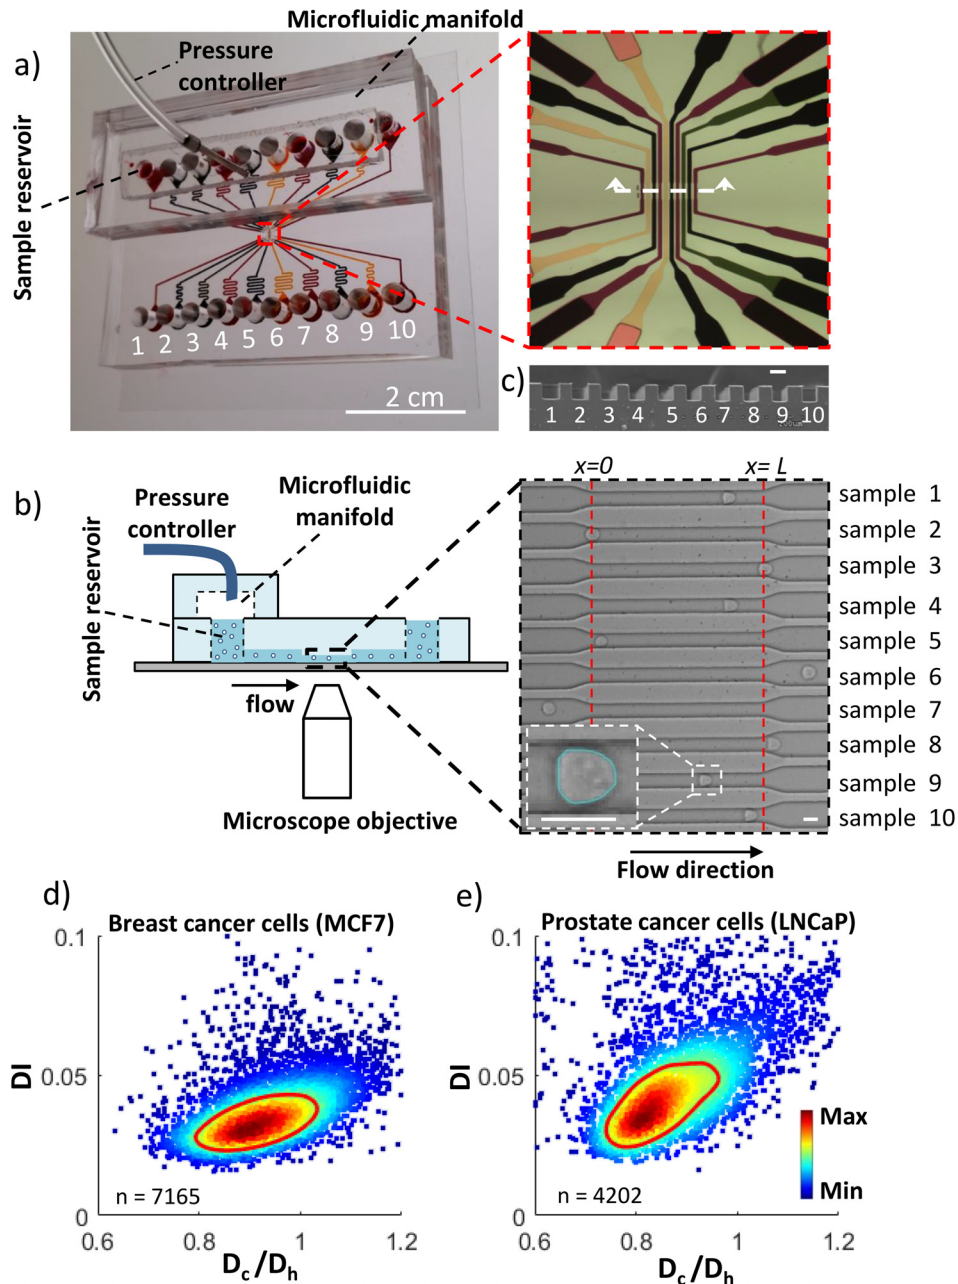 Microfluidic manifold
a)
Pressure
controller
Sample reservoir
1 2 3 4 5 6 7 8 9 10
2 cm
c)
1 2 3 4 5 6 7 8 9 10
b)
Pressure
controller
Microfluidic
manifold
Sample reservoir
flow
Microscope objective
x=0
x= L
sample 1
sample 2
sample 3
sample 4
sample 5
sample 6
sample 7
sample 8
sample 9
sample 10
Flow direction
d)
Breast cancer cells (MCF7)
0.1
0.05
0
DI
n = 7165
0.6 0.8 1 1.2
Dc/Dh
e)
Prostate cancer cells (LNCaP)
0.1
0.05
0
DI
n = 4202
Max
Min
0.6 0.8 1 1.2
Dc/Dh